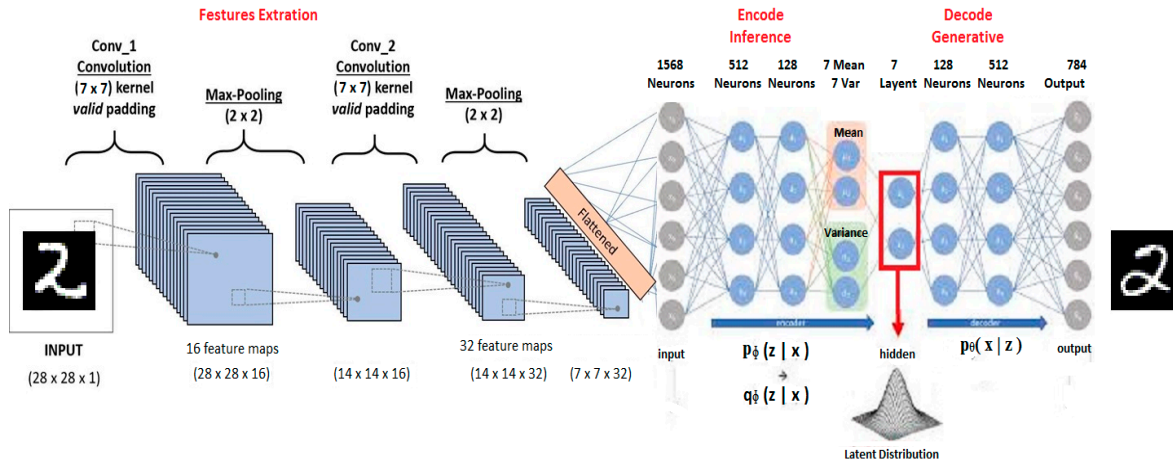 Festures Extration
Encode
Inference
Decode
Generative
Conv_1
Convolution
(7 x 7) kernel
valid padding
Max-Pooling
(2 x 2)
Conv_2
Convolution
(7 x 7) kernel
valid padding
Max-Pooling
(2 x 2)
1568
Neurons
512
Neurons
128
Neurons
7 Mean
7 Var
7
Layent
128
Neurons
512
Neurons
784
Output
Mean
Variance
Flattened
encoder
decoder
INPUT
(28 x 28 x 1)
16 feature maps
(28 x 28 x 16)
(14 x 14 x 16)
32 feature maps
(14 x 14 x 32)
(7 x 7 x 32)
input
pϕ(z | x)
→
qϕ(z | x)
hidden
pθ(x | z)
output
Latent Distribution